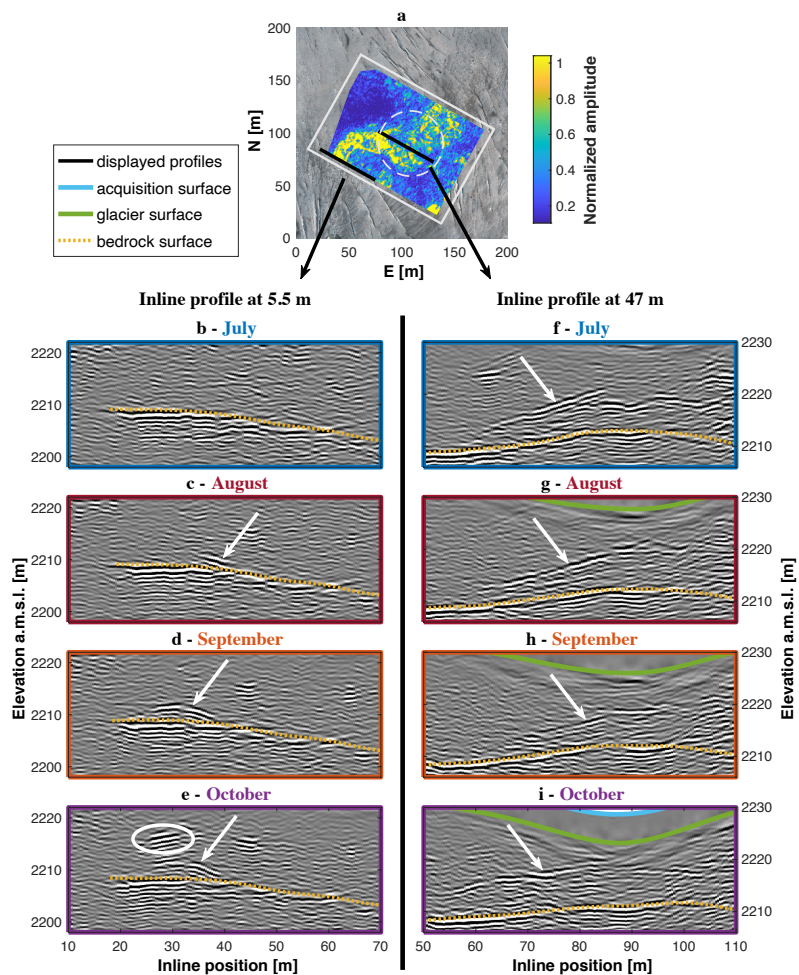 a
200
150
100
50
0
N [m]
0 50 100 150 200
E [m]
1
0.8
0.6
0.4
0.2
Normalized amplitude
displayed profiles
acquisition surface
glacier surface
bedrock surface
Inline profile at 5.5 m
Inline profile at 47 m
b - July
2220
2210
2200
f - July
2230
2220
2210
c - August
2220
2210
2200
g - August
2230
2220
2210
d - September
2220
2210
2200
h - September
2230
2220
2210
e - October
2220
2210
2200
i - October
2230
2220
2210
Elevation a.m.s.l. [m]
Elevation a.m.s.l. [m]
10 20 30 40 50 60 70
Inline position [m]
50 60 70 80 90 100 110
Inline position [m]